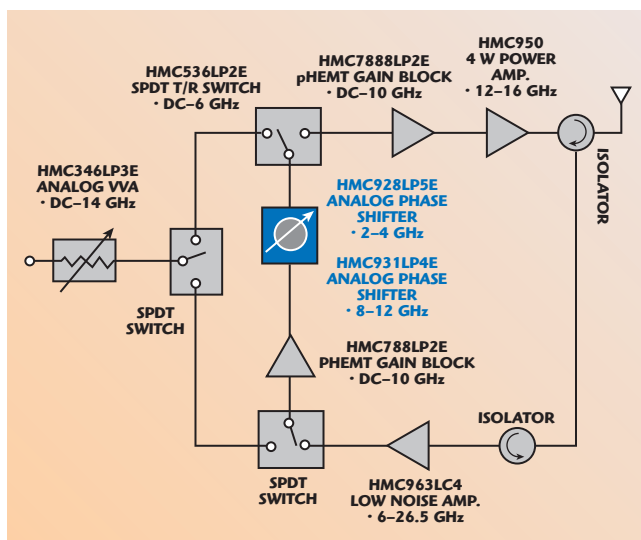 HMC950
4 W POWER
AMP.
• 12–16 GHz
HMC7888LP2E
pHEMT GAIN BLOCK
• DC–10 GHz
HMC536LP2E
SPDT T/R SWITCH
• DC–6 GHz
ISOLATOR
HMC346LP3E
ANALOG VVA
• DC–14 GHz
HMC928LP5E
ANALOG PHASE
SHIFTER
• 2–4 GHz
HMC931LP4E
ANALOG PHASE
SHIFTER
• 8–12 GHz
SPDT
SWITCH
HMC788LP2E
PHEMT GAIN BLOCK
• DC–10 GHz
ISOLATOR
SPDT
SWITCH
HMC963LC4
LOW NOISE AMP.
• 6–26.5 GHz